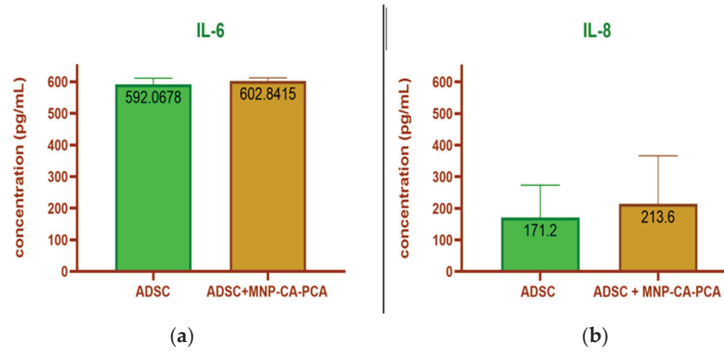 IL-6
concentration (pg/mL)
600
500
400
300
200
100
0
592.0678
602.8415
ADSC
ADSC+MNP-CA-PCA
(a)
IL-8
concentration (pg/mL)
600
500
400
300
200
100
0
171.2
213.6
ADSC
ADSC + MNP-CA-PCA
(b)